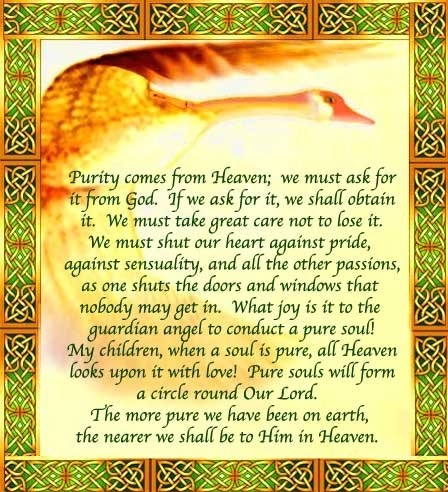 Purity comes from Heaven; we must ask for
it from God. If we ask for it, we shall obtain
it. We must take great care not to lose it.
We must shut our heart against pride,
against sensuality, and all the other passions,
as one shuts the doors and windows that
nobody may get in. What joy is it to the
guardian angel to conduct a pure soul!
My children, when a soul is pure, all Heaven
looks upon it with love! Pure souls will form
a circle round Our Lord.
The more pure we have been on earth,
the nearer we shall be to Him in Heaven.